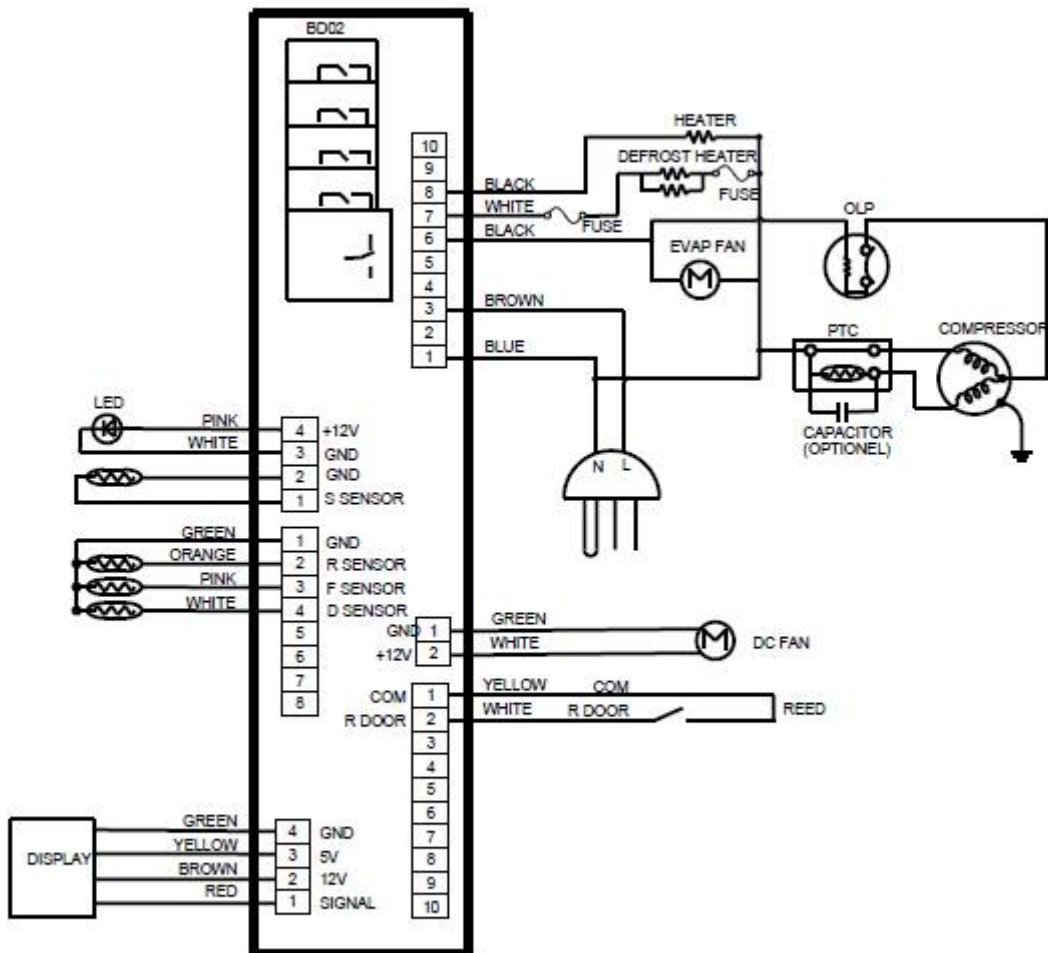 BD02
10
9
8
7
6
5
4
3
2
1
BLACK
WHITE
BLACK
BROWN
BLUE
HEATER
DEFROST HEATER
FUSE
FUSE
EVAP FAN
OLP
PTC
COMPRESSOR
CAPACITOR
(OPTIONEL)
N L
LED
PINK 4 +12V
WHITE 3 GND
2 GND
1 S SENSOR
GREEN 1 GND
ORANGE 2 R SENSOR
PINK 3 F SENSOR
WHITE 4 D SENSOR
5
6
7
8
GND 1 GREEN
+12V 2 WHITE
DC FAN
COM 1 YELLOW COM
R DOOR 2 WHITE R DOOR
REED
3
4
5
6
7
8
9
10
DISPLAY
GREEN 4 GND
YELLOW 3 5V
BROWN 2 12V
RED 1 SIGNAL